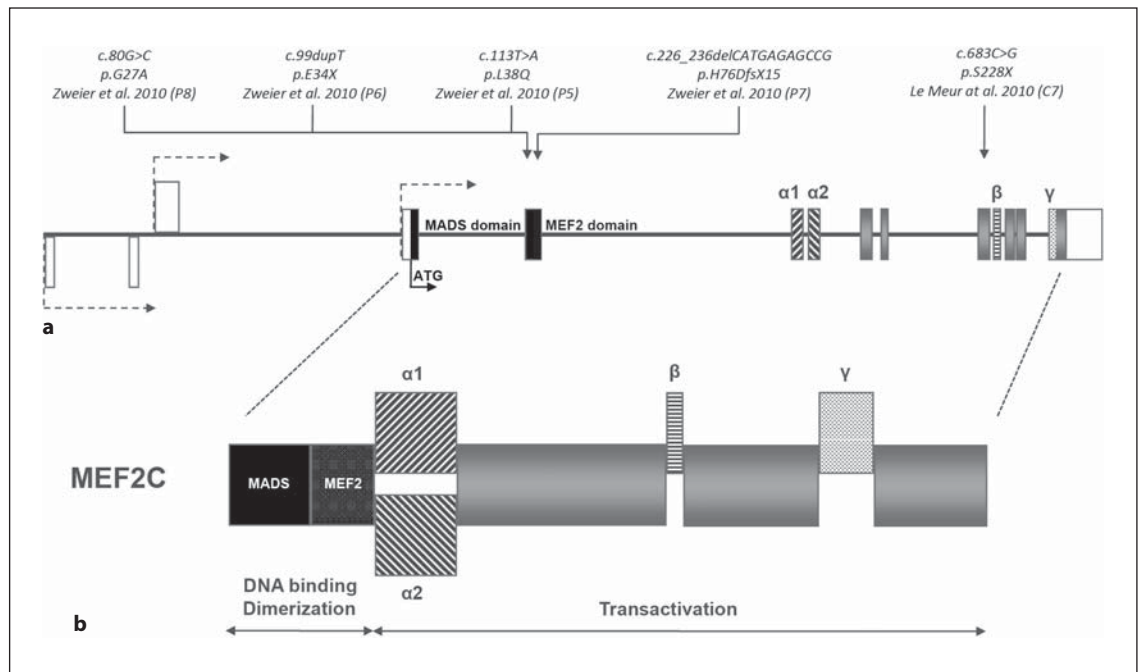 c.80G>C
p.G27A
Zweier et al. 2010 (P8)
c.99dupT
p.E34X
Zweier et al. 2010 (P6)
c.113T>A
p.L38Q
Zweier et al. 2010 (P5)
c.226_236delCATGAGAGCCG
p.H76DfsX15
Zweier et al. 2010 (P7)
c.683C>G
p.S228X
Le Meur at al. 2010 (C7)
α1 α2 β γ
MADS domain MEF2 domain
ATG
a
α1 β γ
MEF2C MADS MEF2
α2
DNA binding
Dimerization
Transactivation
b